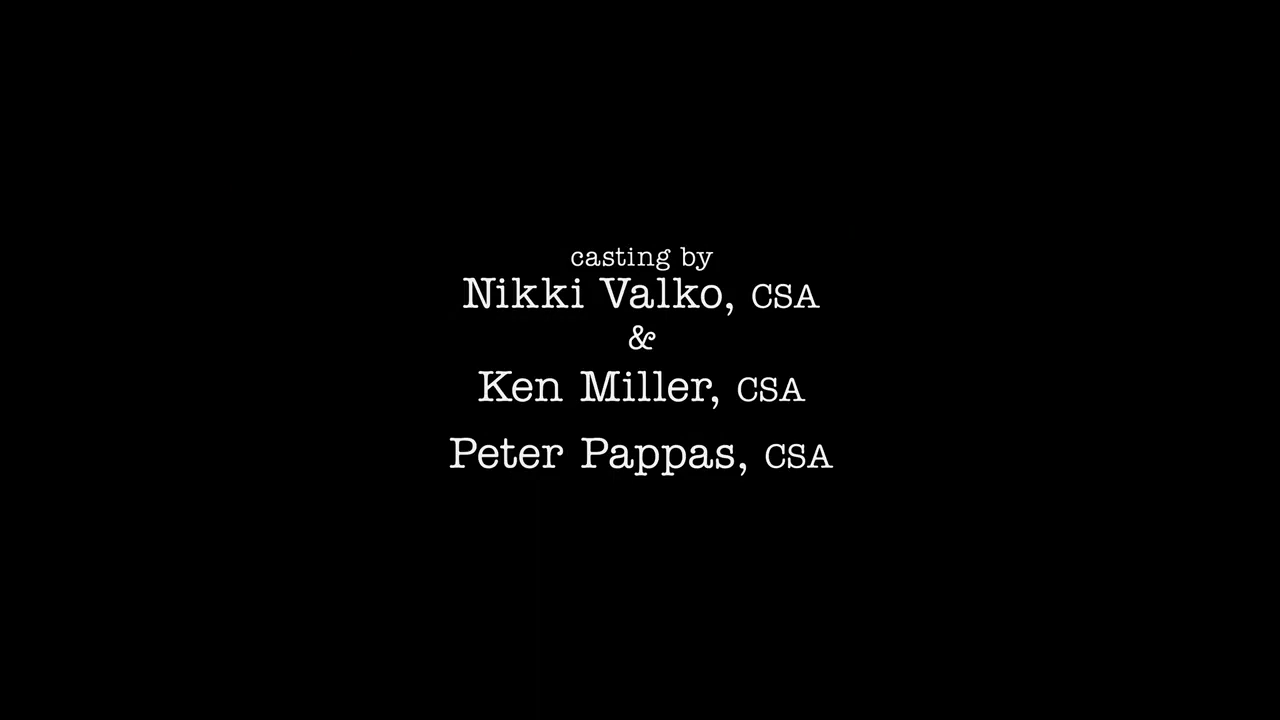 casting by
Nikki Valko, CSA
&
Ken Miller, CSA
Peter Pappas, CSA